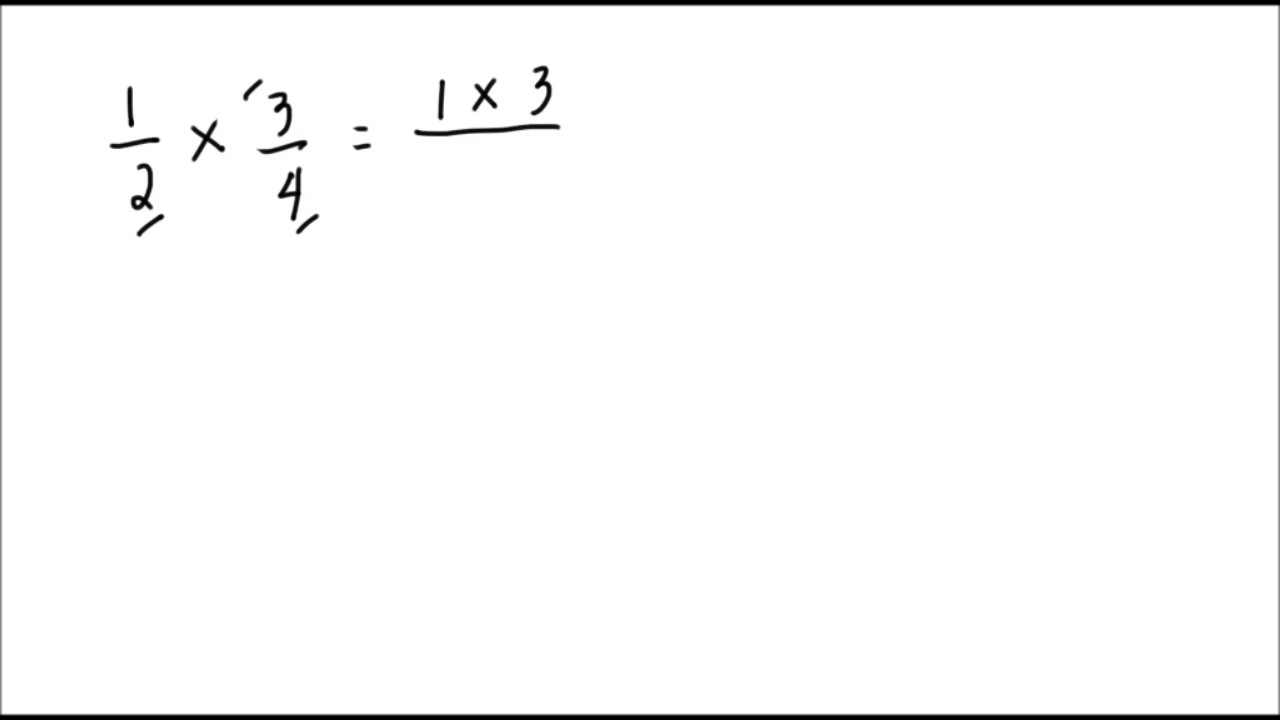 1/2 × 3/4 = 1 × 3/